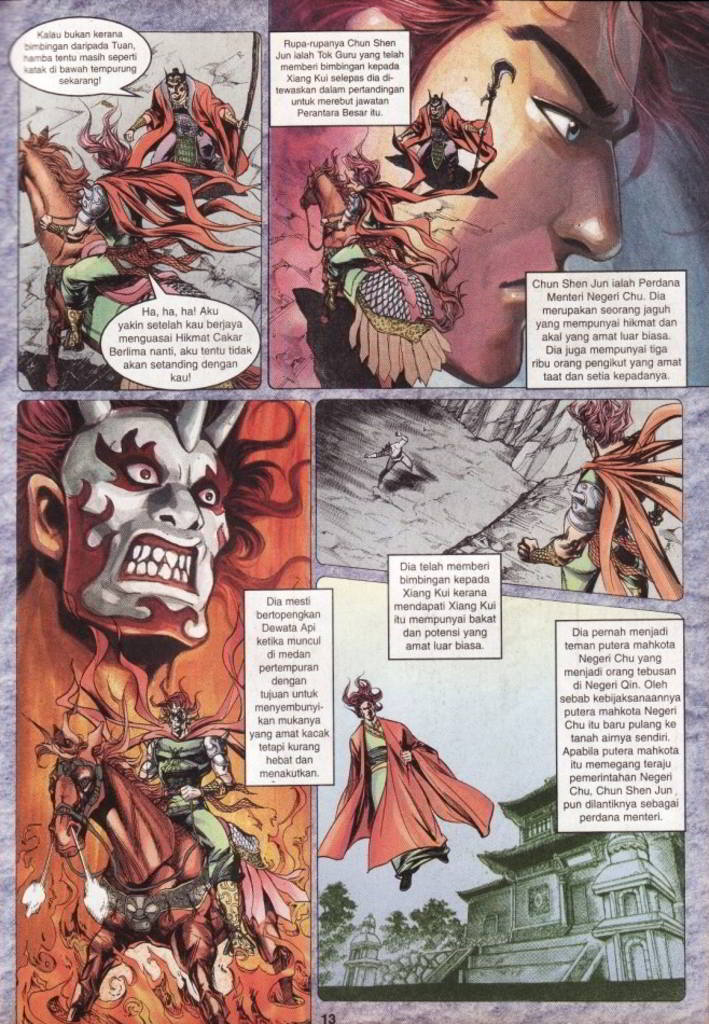 Kalau bukan kerana
bimbingan daripada Tuan,
hamba tentu masih seperti
katak di bawah tempurung
sekarang!
Rupa-rupanya Chun Shen
Jun ialah Tok Guru yang telah
memberi bimbingan kepada
Xiang Kui selepas dia di-
tewaskan dalam pertandingan
untuk merebut jawatan
Perantara Besar itu.
Ha, ha, ha! Aku
yakin setelah kau berjaya
menguasai Hikmat Cakar
Berlima nanti, aku tentu tidak
akan setanding dengan
kau!
Chun Shen Jun ialah Perdana
Menteri Negeri Chu. Dia
merupakan seorang jaguh
yang mempunyai hikmat dan
akal yang amat luar biasa.
Dia juga mempunyai tiga
ribu orang pengikut yang amat
taat dan setia kepadanya.
Dia mesti
bertopengkan
Dewata Api
ketika muncul
di medan
pertempuran
dengan
tujuan untuk
menyembunyi-
kan mukanya
yang amat kacak
tetapi kurang
hebat dan
menakutkan.
Dia telah memberi
bimbingan kepada
Xiang Kui kerana
mendapati Xiang Kui
itu mempunyai bakat
dan potensi yang
amat luar biasa.
Dia pernah menjadi
teman putera mahkota
Negeri Chu yang
menjadi orang tebusan
di Negeri Qin. Oleh
sebab kebijaksanaannya
putera mahkota Negeri
Chu itu baru pulang ke
tanah airnya sendiri.
Apabila putera mahkota
itu memegang teraju
pemerintahan Negeri
Chu, Chun Shen Jun
pun dilantiknya sebagai
perdana menteri.
13